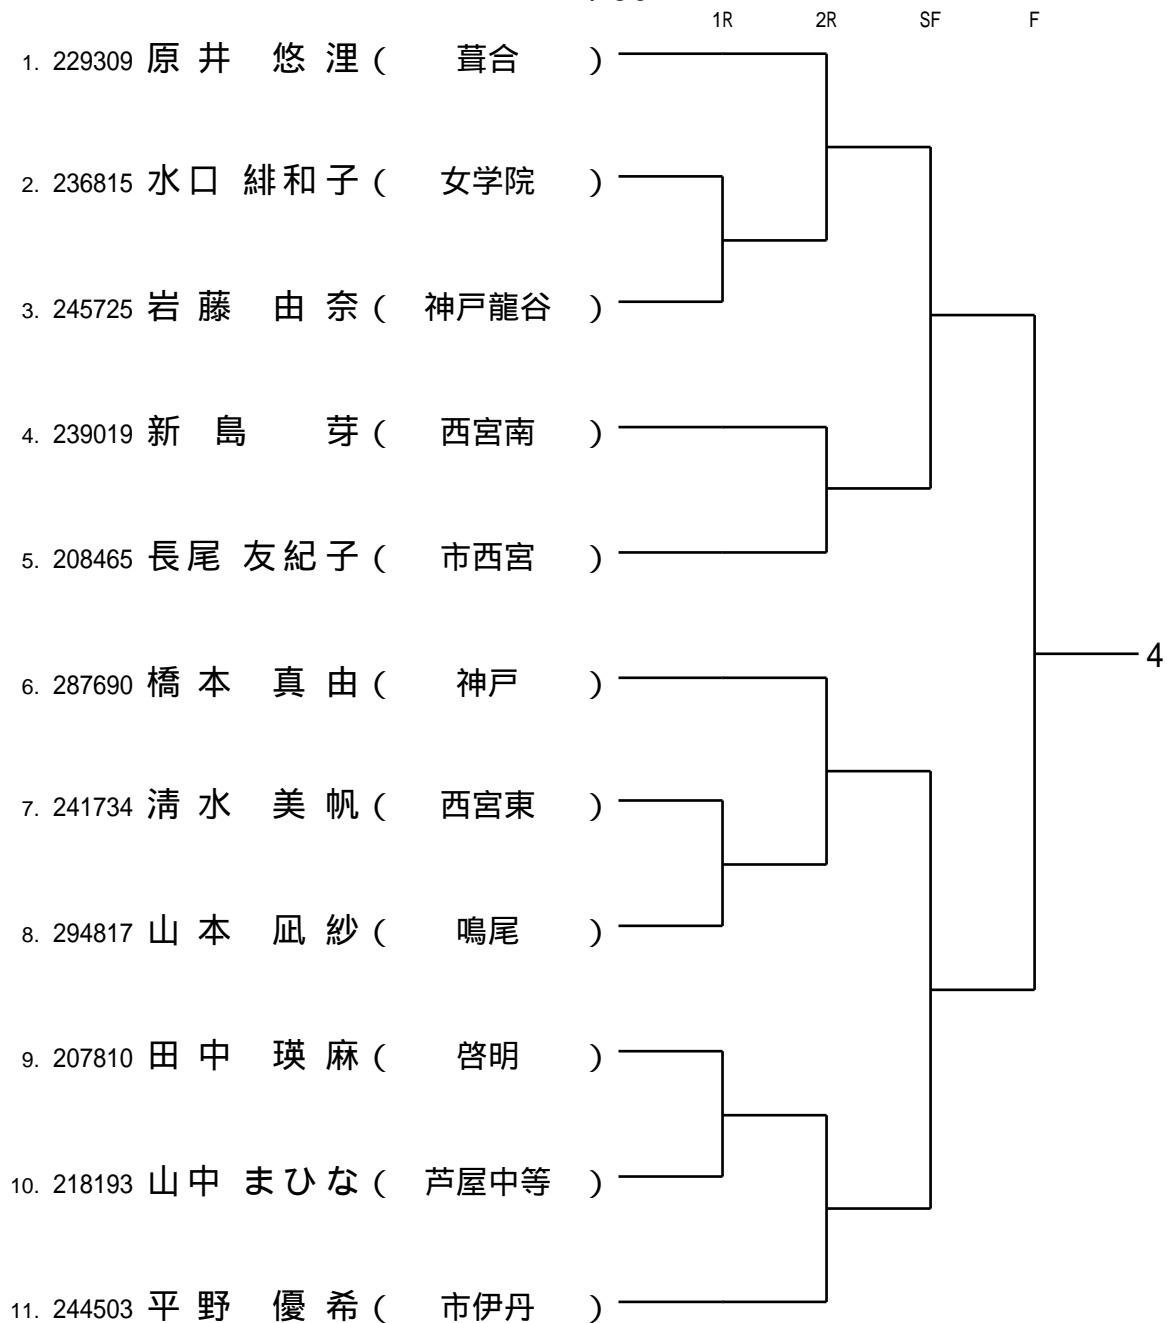 1R 2R SF F
1. 229309 原井 悠浬 ( 葺合 )
2. 236815 水口 緋和子 ( 女学院 )
3. 245725 岩藤 由奈 ( 神戸龍谷 )
4. 239019 新島 芽 ( 西宮南 )
5. 208465 長尾 友紀子 ( 市西宮 )
4
6. 287690 橋本 真由 ( 神戸 )
7. 241734 淸水 美帆 ( 西宮東 )
8. 294817 山本 凪紗 ( 鳴尾 )
9. 207810 田中 瑛麻 ( 啓明 )
10. 218193 山中 まひな ( 芦屋中等 )
11. 244503 平野 優希 ( 市伊丹 )